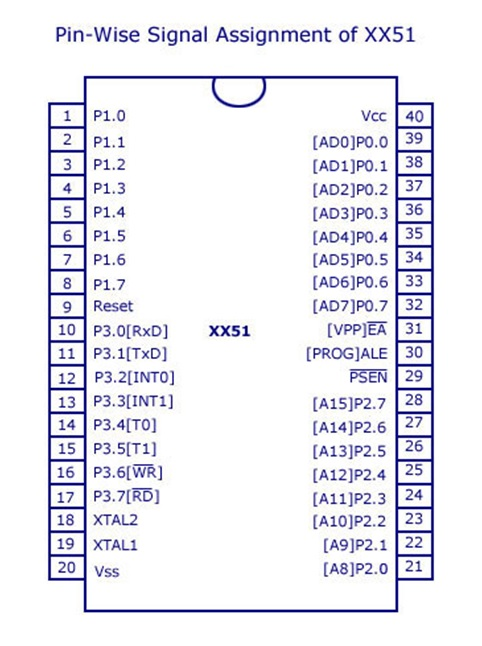 Pin-Wise Signal Assignment of XX51
1 P1.0 Vcc 40
2 P1.1 [AD0]P0.0 39
3 P1.2 [AD1]P0.1 38
4 P1.3 [AD2]P0.2 37
5 P1.4 [AD3]P0.3 36
6 P1.5 [AD4]P0.4 35
7 P1.6 [AD5]P0.5 34
8 P1.7 [AD6]P0.6 33
9 Reset [AD7]P0.7 32
10 P3.0[RxD] XX51 [VPP]E̅A̅ 31
11 P3.1[TxD] [PROG]ALE 30
12 P3.2[INT0] P̅S̅E̅N̅ 29
13 P3.3[INT1] [A15]P2.7 28
14 P3.4[T0] [A14]P2.6 27
15 P3.5[T1] [A13]P2.5 26
16 P3.6[W̅R̅] [A12]P2.4 25
17 P3.7[R̅D̅] [A11]P2.3 24
18 XTAL2 [A10]P2.2 23
19 XTAL1 [A9]P2.1 22
20 Vss [A8]P2.0 21